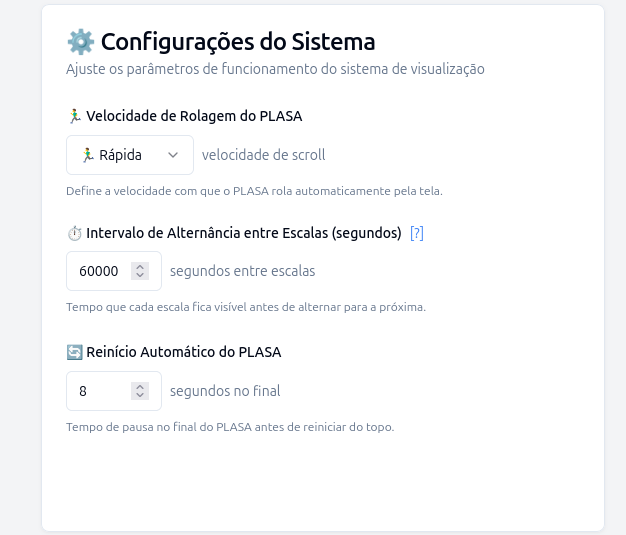 ⚙️ Configurações do Sistema
Ajuste os parâmetros de funcionamento do sistema de visualização
🏃‍♂️ Velocidade de Rolagem do PLASA
🏃‍♂️ Rápida velocidade de scroll
Define a velocidade com que o PLASA rola automaticamente pela tela.
⏱️ Intervalo de Alternância entre Escalas (segundos) [?]
60000 segundos entre escalas
Tempo que cada escala fica visível antes de alternar para a próxima.
🔄 Reinício Automático do PLASA
8 segundos no final
Tempo de pausa no final do PLASA antes de reiniciar do topo.